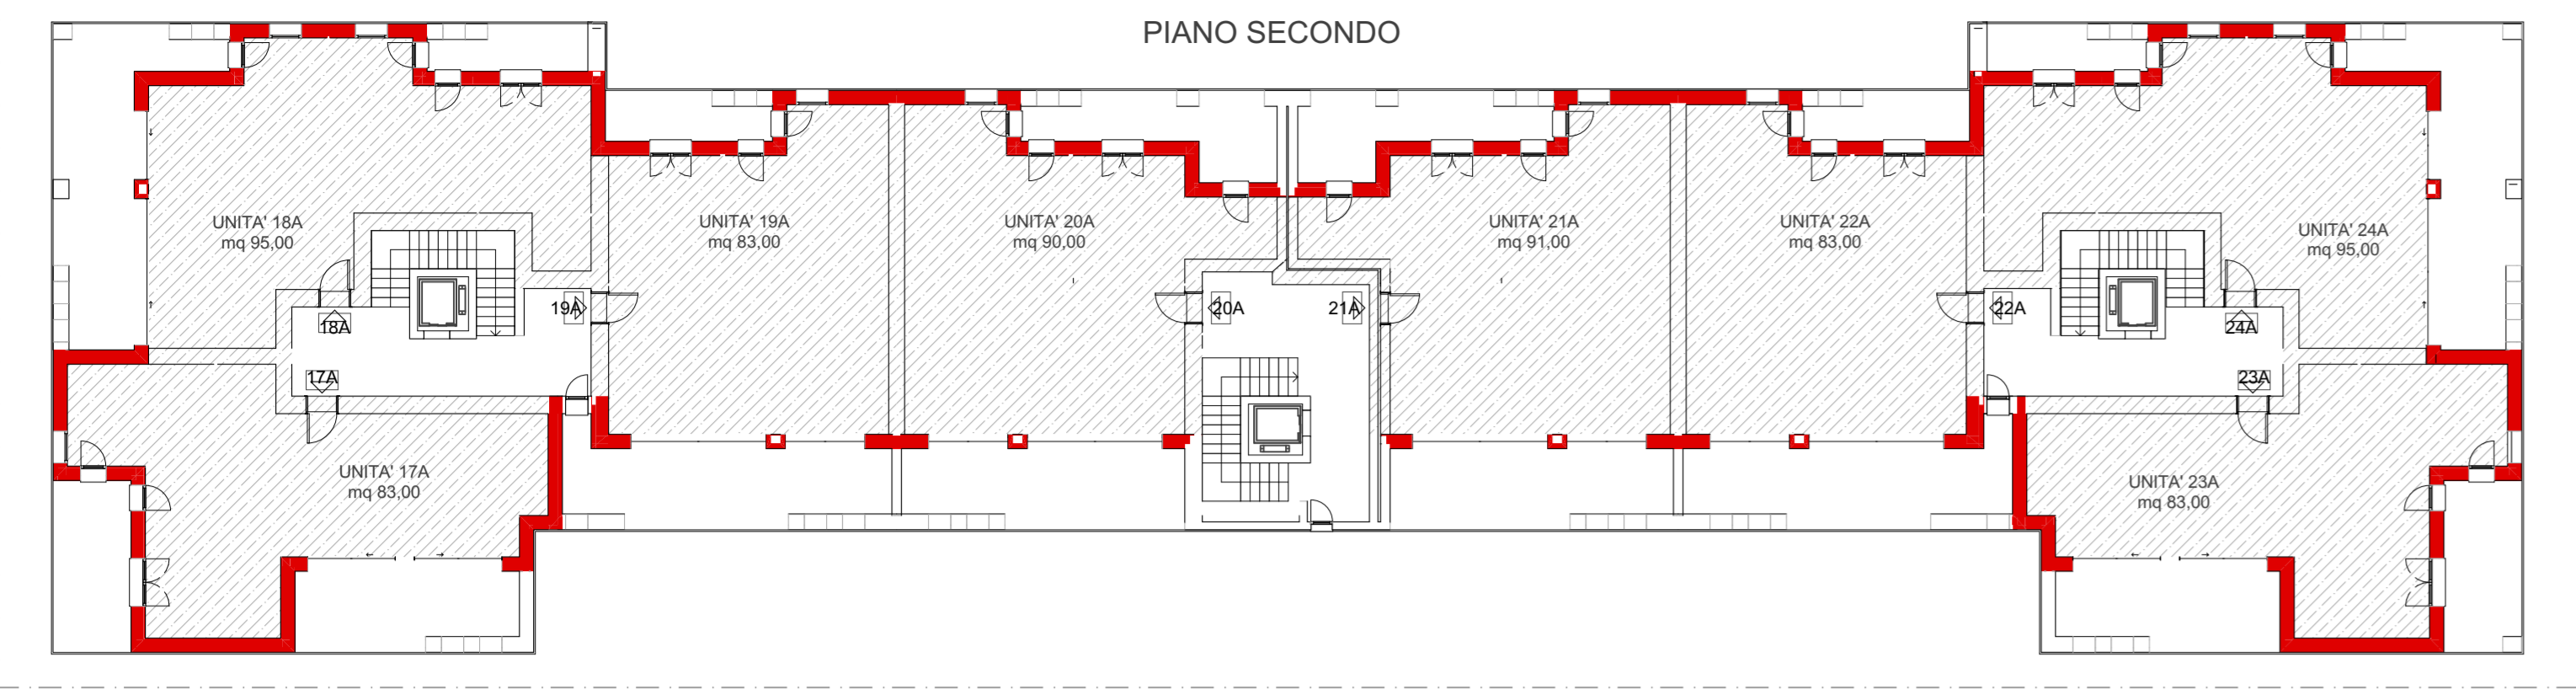 PIANO SECONDO
UNITA' 18A
mq 95,00
UNITA' 19A
mq 83,00
UNITA' 20A
mq 90,00
UNITA' 21A
mq 91,00
UNITA' 22A
mq 83,00
UNITA' 24A
mq 95,00
18A
19A
20A
21A
22A
24A
17A
23A
UNITA' 17A
mq 83,00
UNITA' 23A
mq 83,00